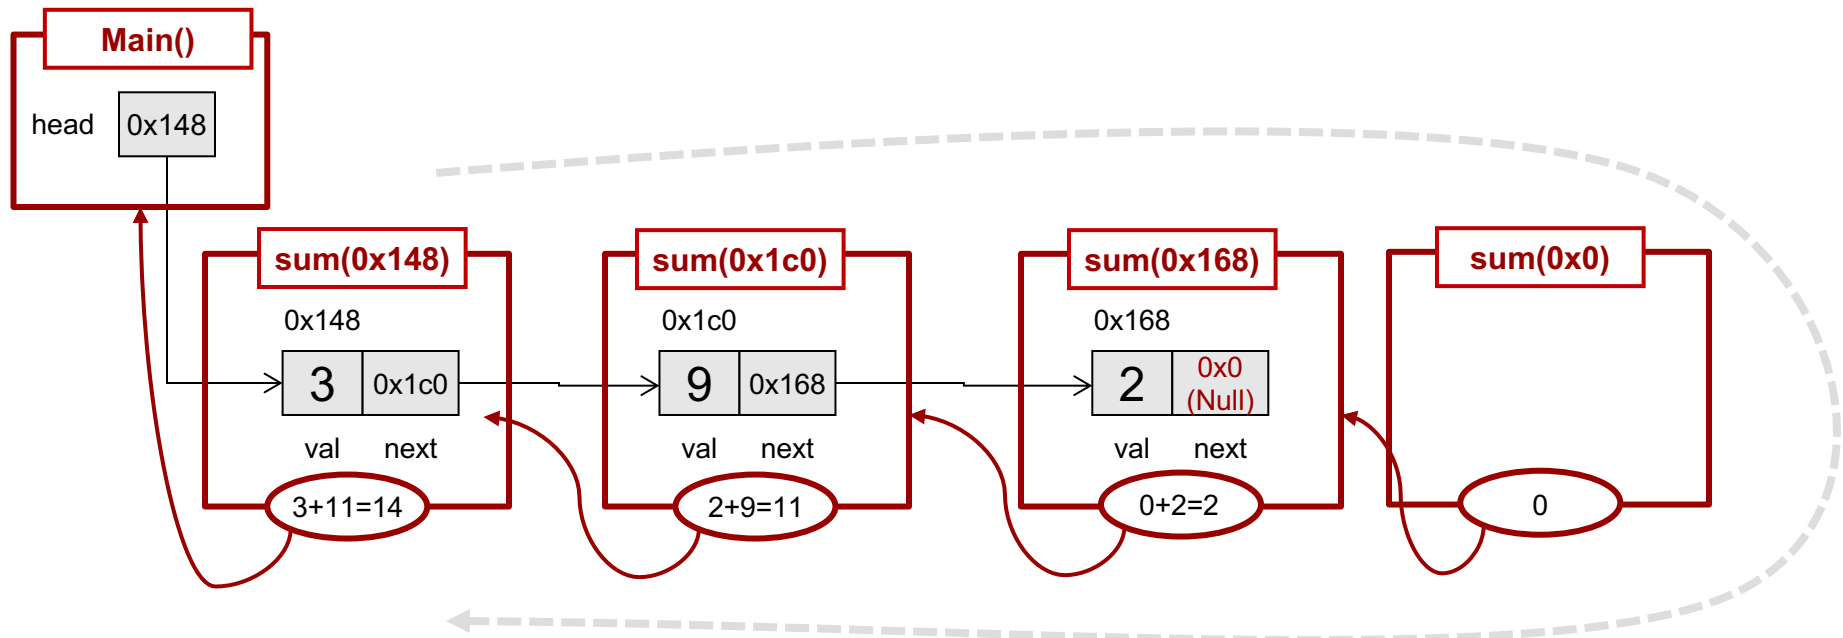 Main()
head 0x148
sum(0x148) sum(0x1c0) sum(0x168) sum(0x0)
0x148 0x1c0 0x168
3 0x1c0 9 0x168 2 0x0
(Null)
val next val next val next
3+11=14 2+9=11 0+2=2 0